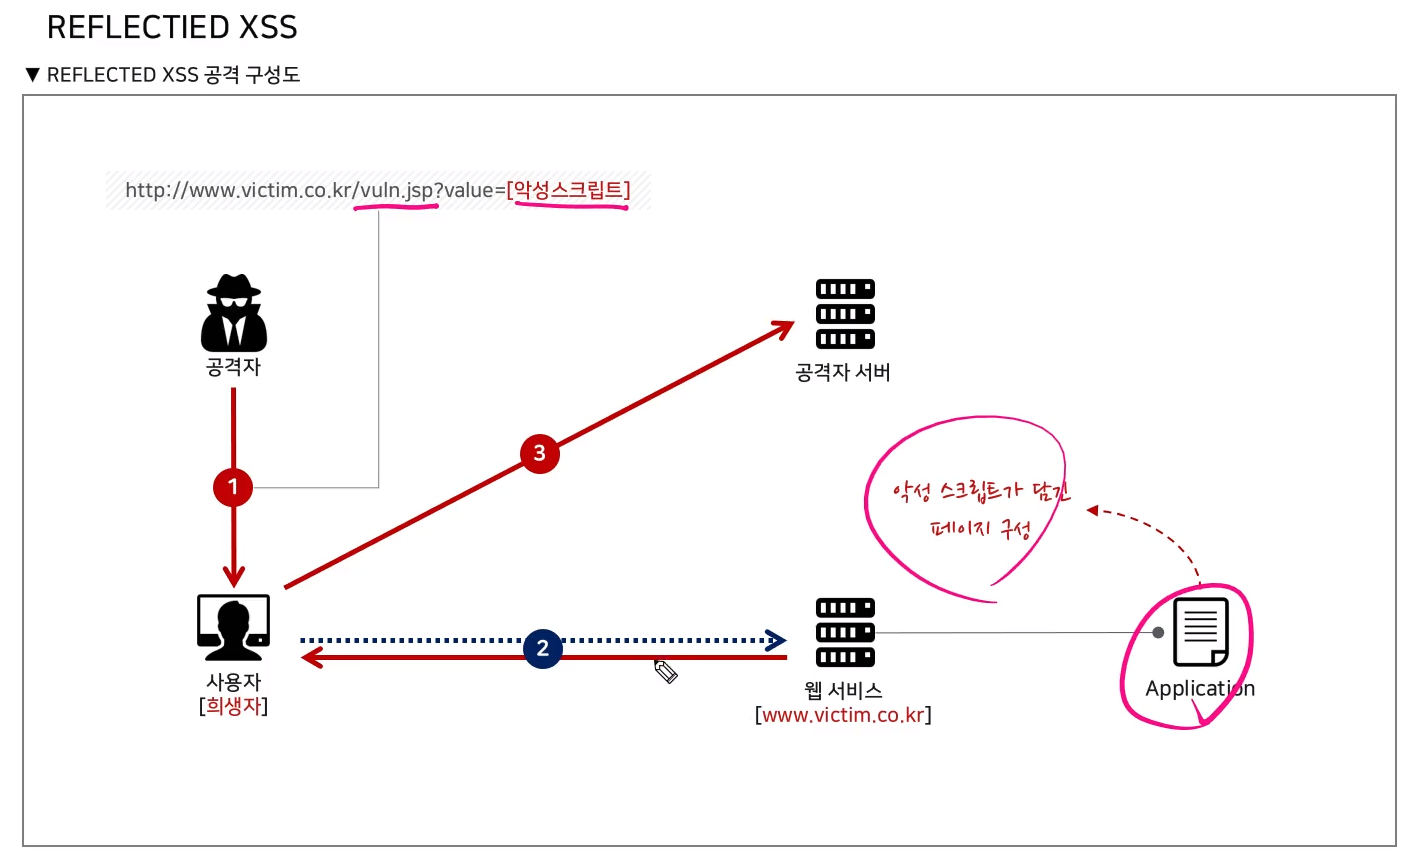 REFLECTIED XSS
▼ REFLECTED XSS 공격 구성도
http://www.victim.co.kr/vuln.jsp?value=[악성스크립트]
공격자
공격자 서버
3
1
악성 스크립트가 담긴
페이지 구성
2
사용자
[희생자]
웹 서비스
[www.victim.co.kr]
Application